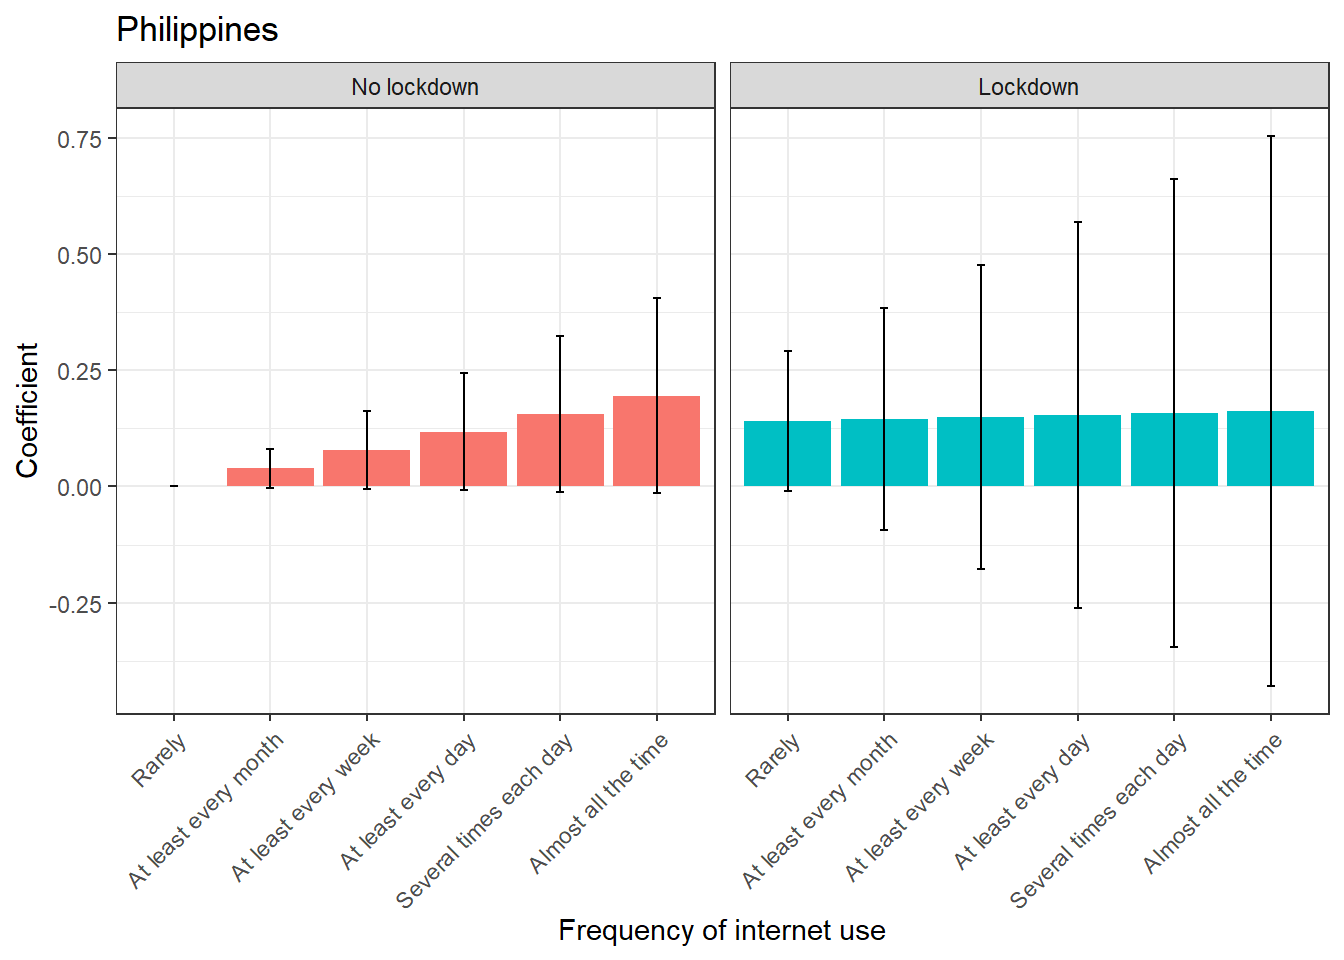 Philippines
No lockdown
Lockdown
Coefficient
0.75
0.50
0.25
0.00
-0.25
Rarely
At least every month
At least every week
At least every day
Several times each day
Almost all the time
Rarely
At least every month
At least every week
At least every day
Several times each day
Almost all the time
Frequency of internet use